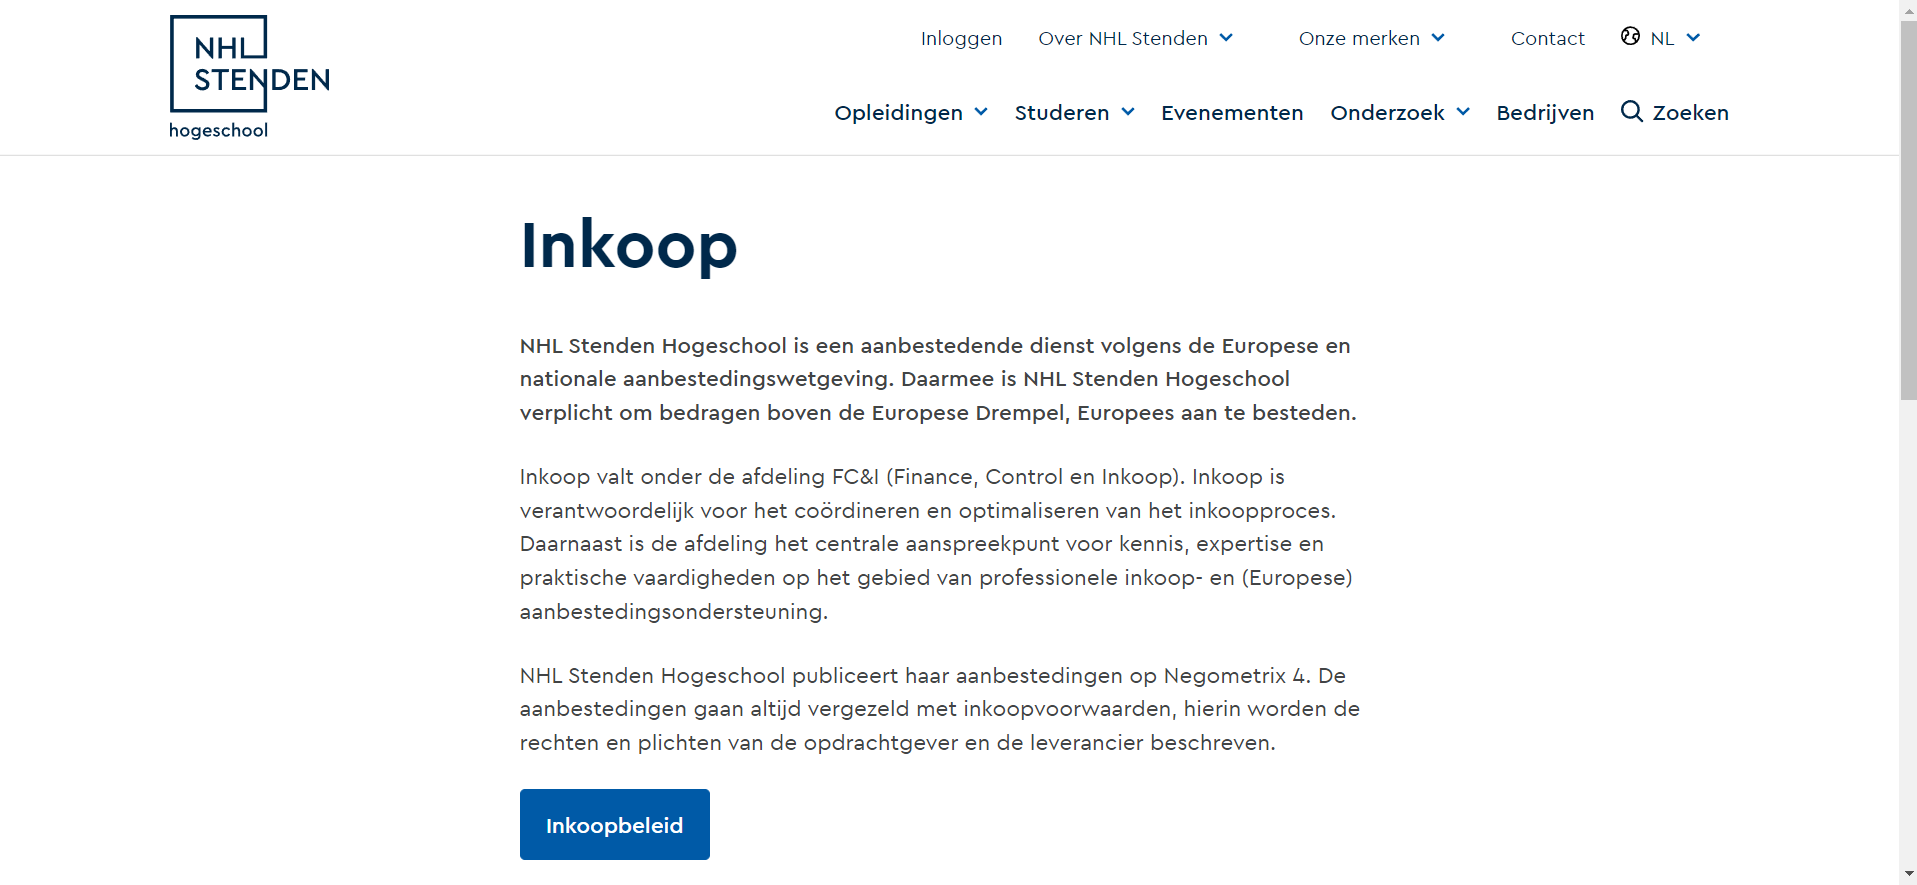 NHL
STENDEN
hogeschool
Inloggen Over NHL Stenden Onze merken Contact NL
Opleidingen Studeren Evenementen Onderzoek Bedrijven Zoeken
Inkoop
NHL Stenden Hogeschool is een aanbestedende dienst volgens de Europese en
nationale aanbestedingswetgeving. Daarmee is NHL Stenden Hogeschool
verplicht om bedragen boven de Europese Drempel, Europees aan te besteden.
Inkoop valt onder de afdeling FC&I (Finance, Control en Inkoop). Inkoop is
verantwoordelijk voor het coördineren en optimaliseren van het inkoopproces.
Daarnaast is de afdeling het centrale aanspreekpunt voor kennis, expertise en
praktische vaardigheden op het gebied van professionele inkoop- en (Europese)
aanbestedingsondersteuning.
NHL Stenden Hogeschool publiceert haar aanbestedingen op Negometrix 4. De
aanbestedingen gaan altijd vergezeld met inkoopvoorwaarden, hierin worden de
rechten en plichten van de opdrachtgever en de leverancier beschreven.
Inkoopbeleid